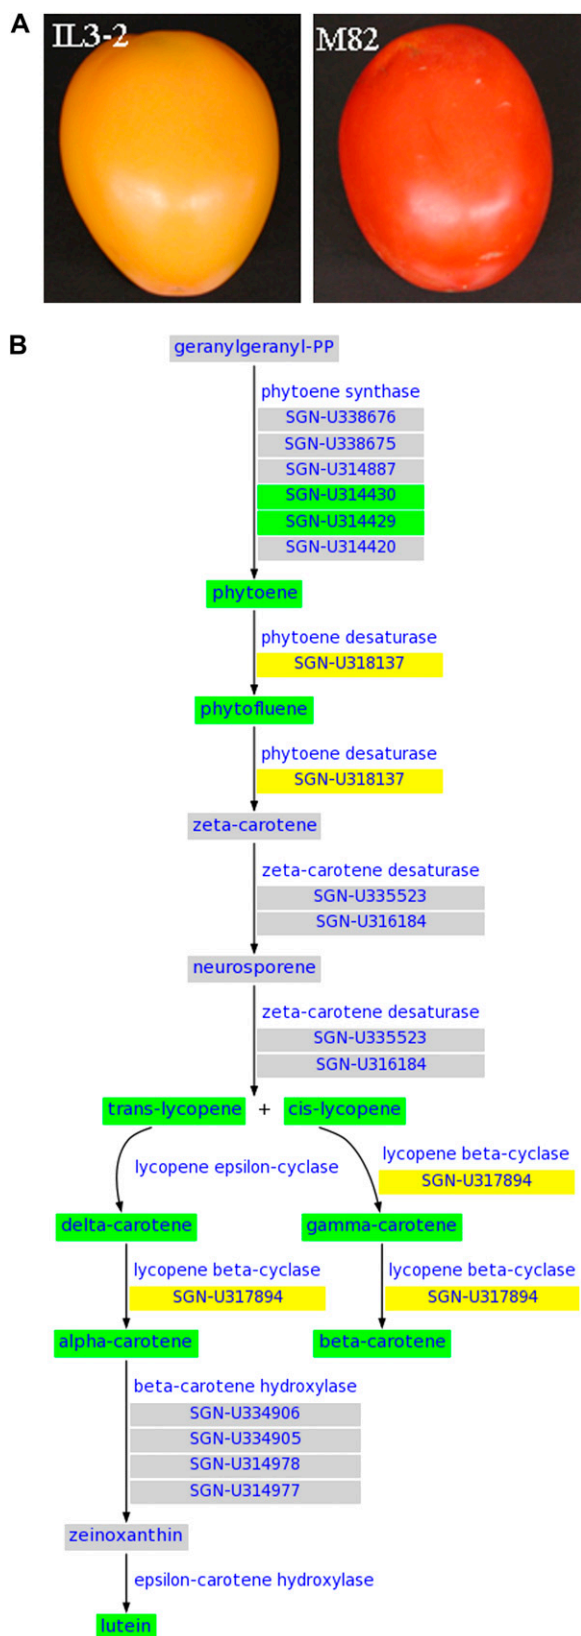 A
IL3-2
M82
B
geranylgeranyl-PP
phytoene synthase
SGN-U338676
SGN-U338675
SGN-U314887
SGN-U314430
SGN-U314429
SGN-U314420
phytoene
phytoene desaturase
SGN-U318137
phytofluene
phytoene desaturase
SGN-U318137
zeta-carotene
zeta-carotene desaturase
SGN-U335523
SGN-U316184
neurosporene
zeta-carotene desaturase
SGN-U335523
SGN-U316184
trans-lycopene + cis-lycopene
lycopene epsilon-cyclase
lycopene beta-cyclase
SGN-U317894
delta-carotene
gamma-carotene
lycopene beta-cyclase
SGN-U317894
lycopene beta-cyclase
SGN-U317894
alpha-carotene
beta-carotene
beta-carotene hydroxylase
SGN-U334906
SGN-U334905
SGN-U314978
SGN-U314977
zeinoxanthin
epsilon-carotene hydroxylase
lutein